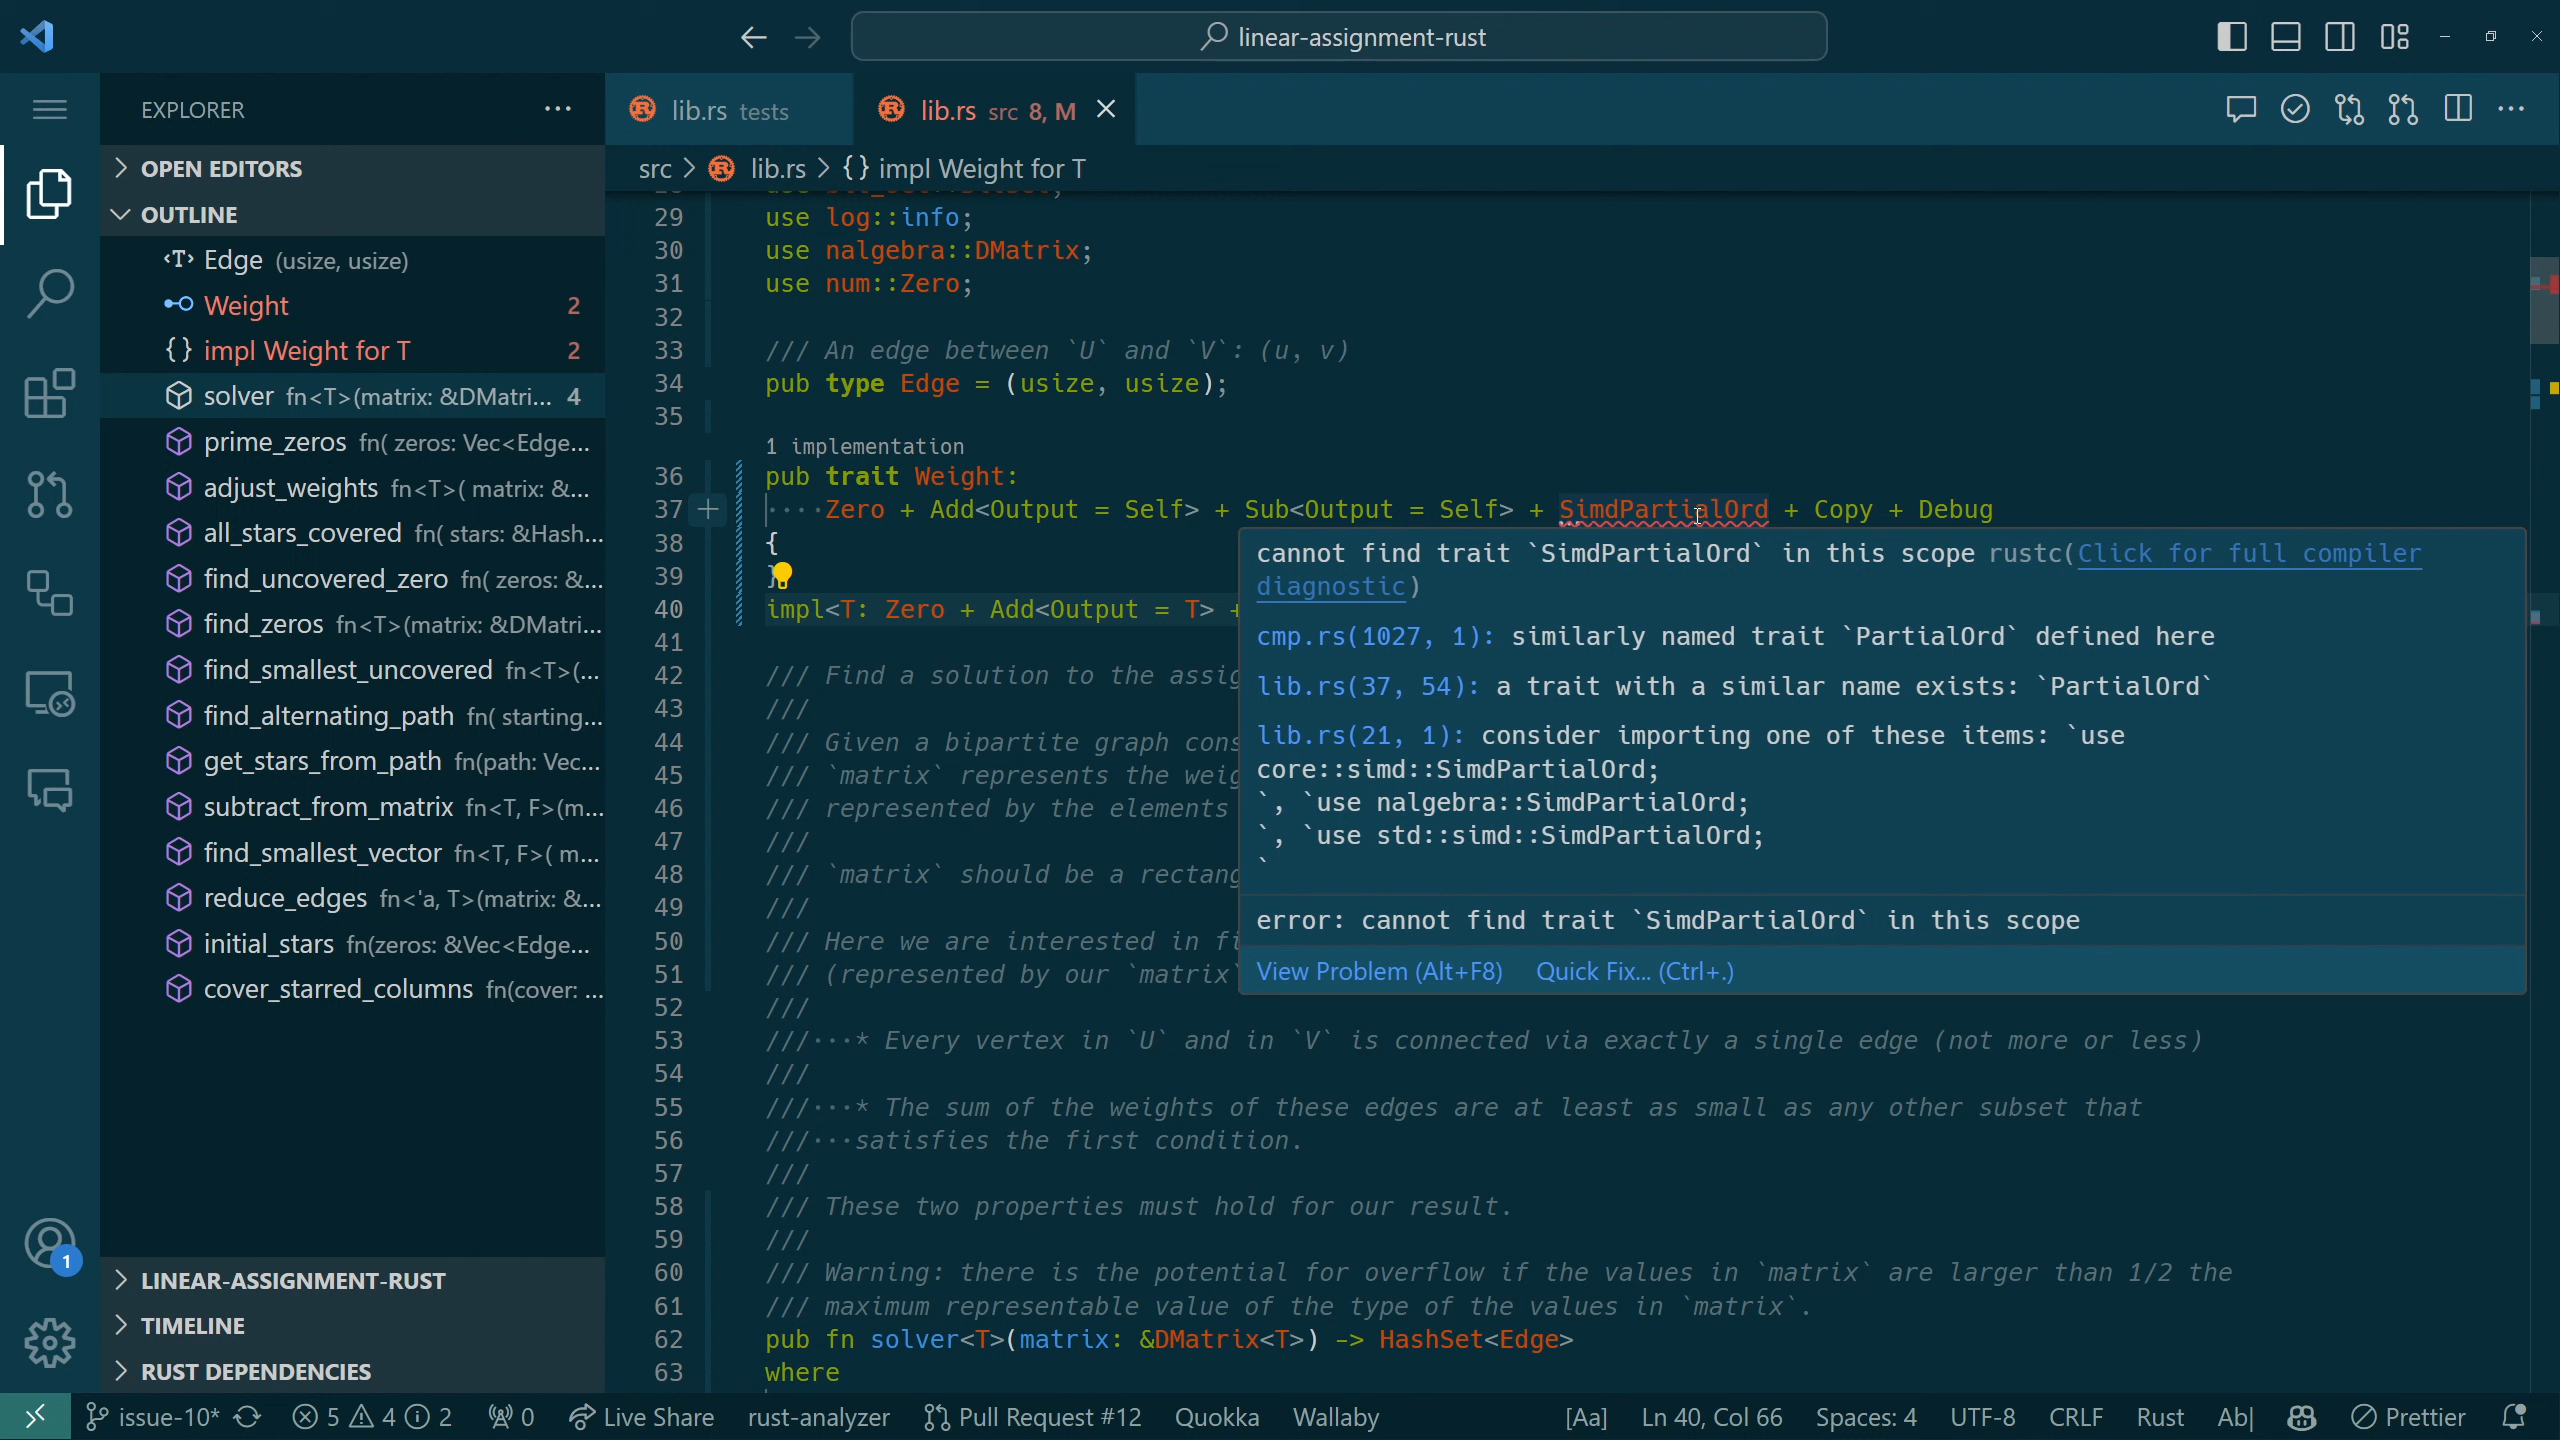 linear-assignment-rust
EXPLORER
OPEN EDITORS
OUTLINE
Edge (usize, usize)
Weight 2
impl Weight for T 2
solver fn<T>(matrix: &DMatri... 4
prime_zeros fn( zeros: Vec<Edge...
adjust_weights fn<T>( matrix: &...
all_stars_covered fn( stars: &Hash...
find_uncovered_zero fn( zeros: &...
find_zeros fn<T>(matrix: &DMatri...
find_smallest_uncovered fn<T>(...
find_alternating_path fn( starting...
get_stars_from_path fn(path: Vec...
subtract_from_matrix fn<T, F>(m...
find_smallest_vector fn<T, F>( m...
reduce_edges fn<'a, T>(matrix: &...
initial_stars fn(zeros: &Vec<Edge...
cover_starred_columns fn(cover: ...
LINEAR-ASSIGNMENT-RUST
TIMELINE
RUST DEPENDENCIES
1
lib.rs tests
lib.rs src 8, M
src > lib.rs > {} impl Weight for T
29 use log::info;
30 use nalgebra::DMatrix;
31 use num::Zero;
32
33 /// An edge between `U` and `V`: (u, v)
34 pub type Edge = (usize, usize);
35
1 implementation
36 pub trait Weight:
37 ····Zero + Add<Output = Self> + Sub<Output = Self> + SimdPartialOrd + Copy + Debug
38 {
39 }
40 impl<T: Zero + Add<Output = T> +
41
42 /// Find a solution to the assig
43 ///
44 /// Given a bipartite graph cons
45 /// `matrix` represents the weig
46 /// represented by the elements
47 ///
48 /// `matrix` should be a rectang
49 ///
50 /// Here we are interested in fi
51 /// (represented by our `matrix`
52 ///
53 ///···* Every vertex in `U` and in `V` is connected via exactly a single edge (not more or less)
54 ///
55 ///···* The sum of the weights of these edges are at least as small as any other subset that
56 ///···satisfies the first condition.
57 ///
58 /// These two properties must hold for our result.
59 ///
60 /// Warning: there is the potential for overflow if the values in `matrix` are larger than 1/2 the
61 /// maximum representable value of the type of the values in `matrix`.
62 pub fn solver<T>(matrix: &DMatrix<T>) -> HashSet<Edge>
63 where
cannot find trait `SimdPartialOrd` in this scope rustc(Click for full compiler
diagnostic)
cmp.rs(1027, 1): similarly named trait `PartialOrd` defined here
lib.rs(37, 54): a trait with a similar name exists: `PartialOrd`
lib.rs(21, 1): consider importing one of these items: `use
core::simd::SimdPartialOrd;
`, `use nalgebra::SimdPartialOrd;
`, `use std::simd::SimdPartialOrd;
`
error: cannot find trait `SimdPartialOrd` in this scope
View Problem (Alt+F8) Quick Fix... (Ctrl+.)
issue-10* 5 4 2 0 Live Share rust-analyzer Pull Request #12 Quokka Wallaby [Aa] Ln 40, Col 66 Spaces: 4 UTF-8 CRLF Rust Ab| Prettier